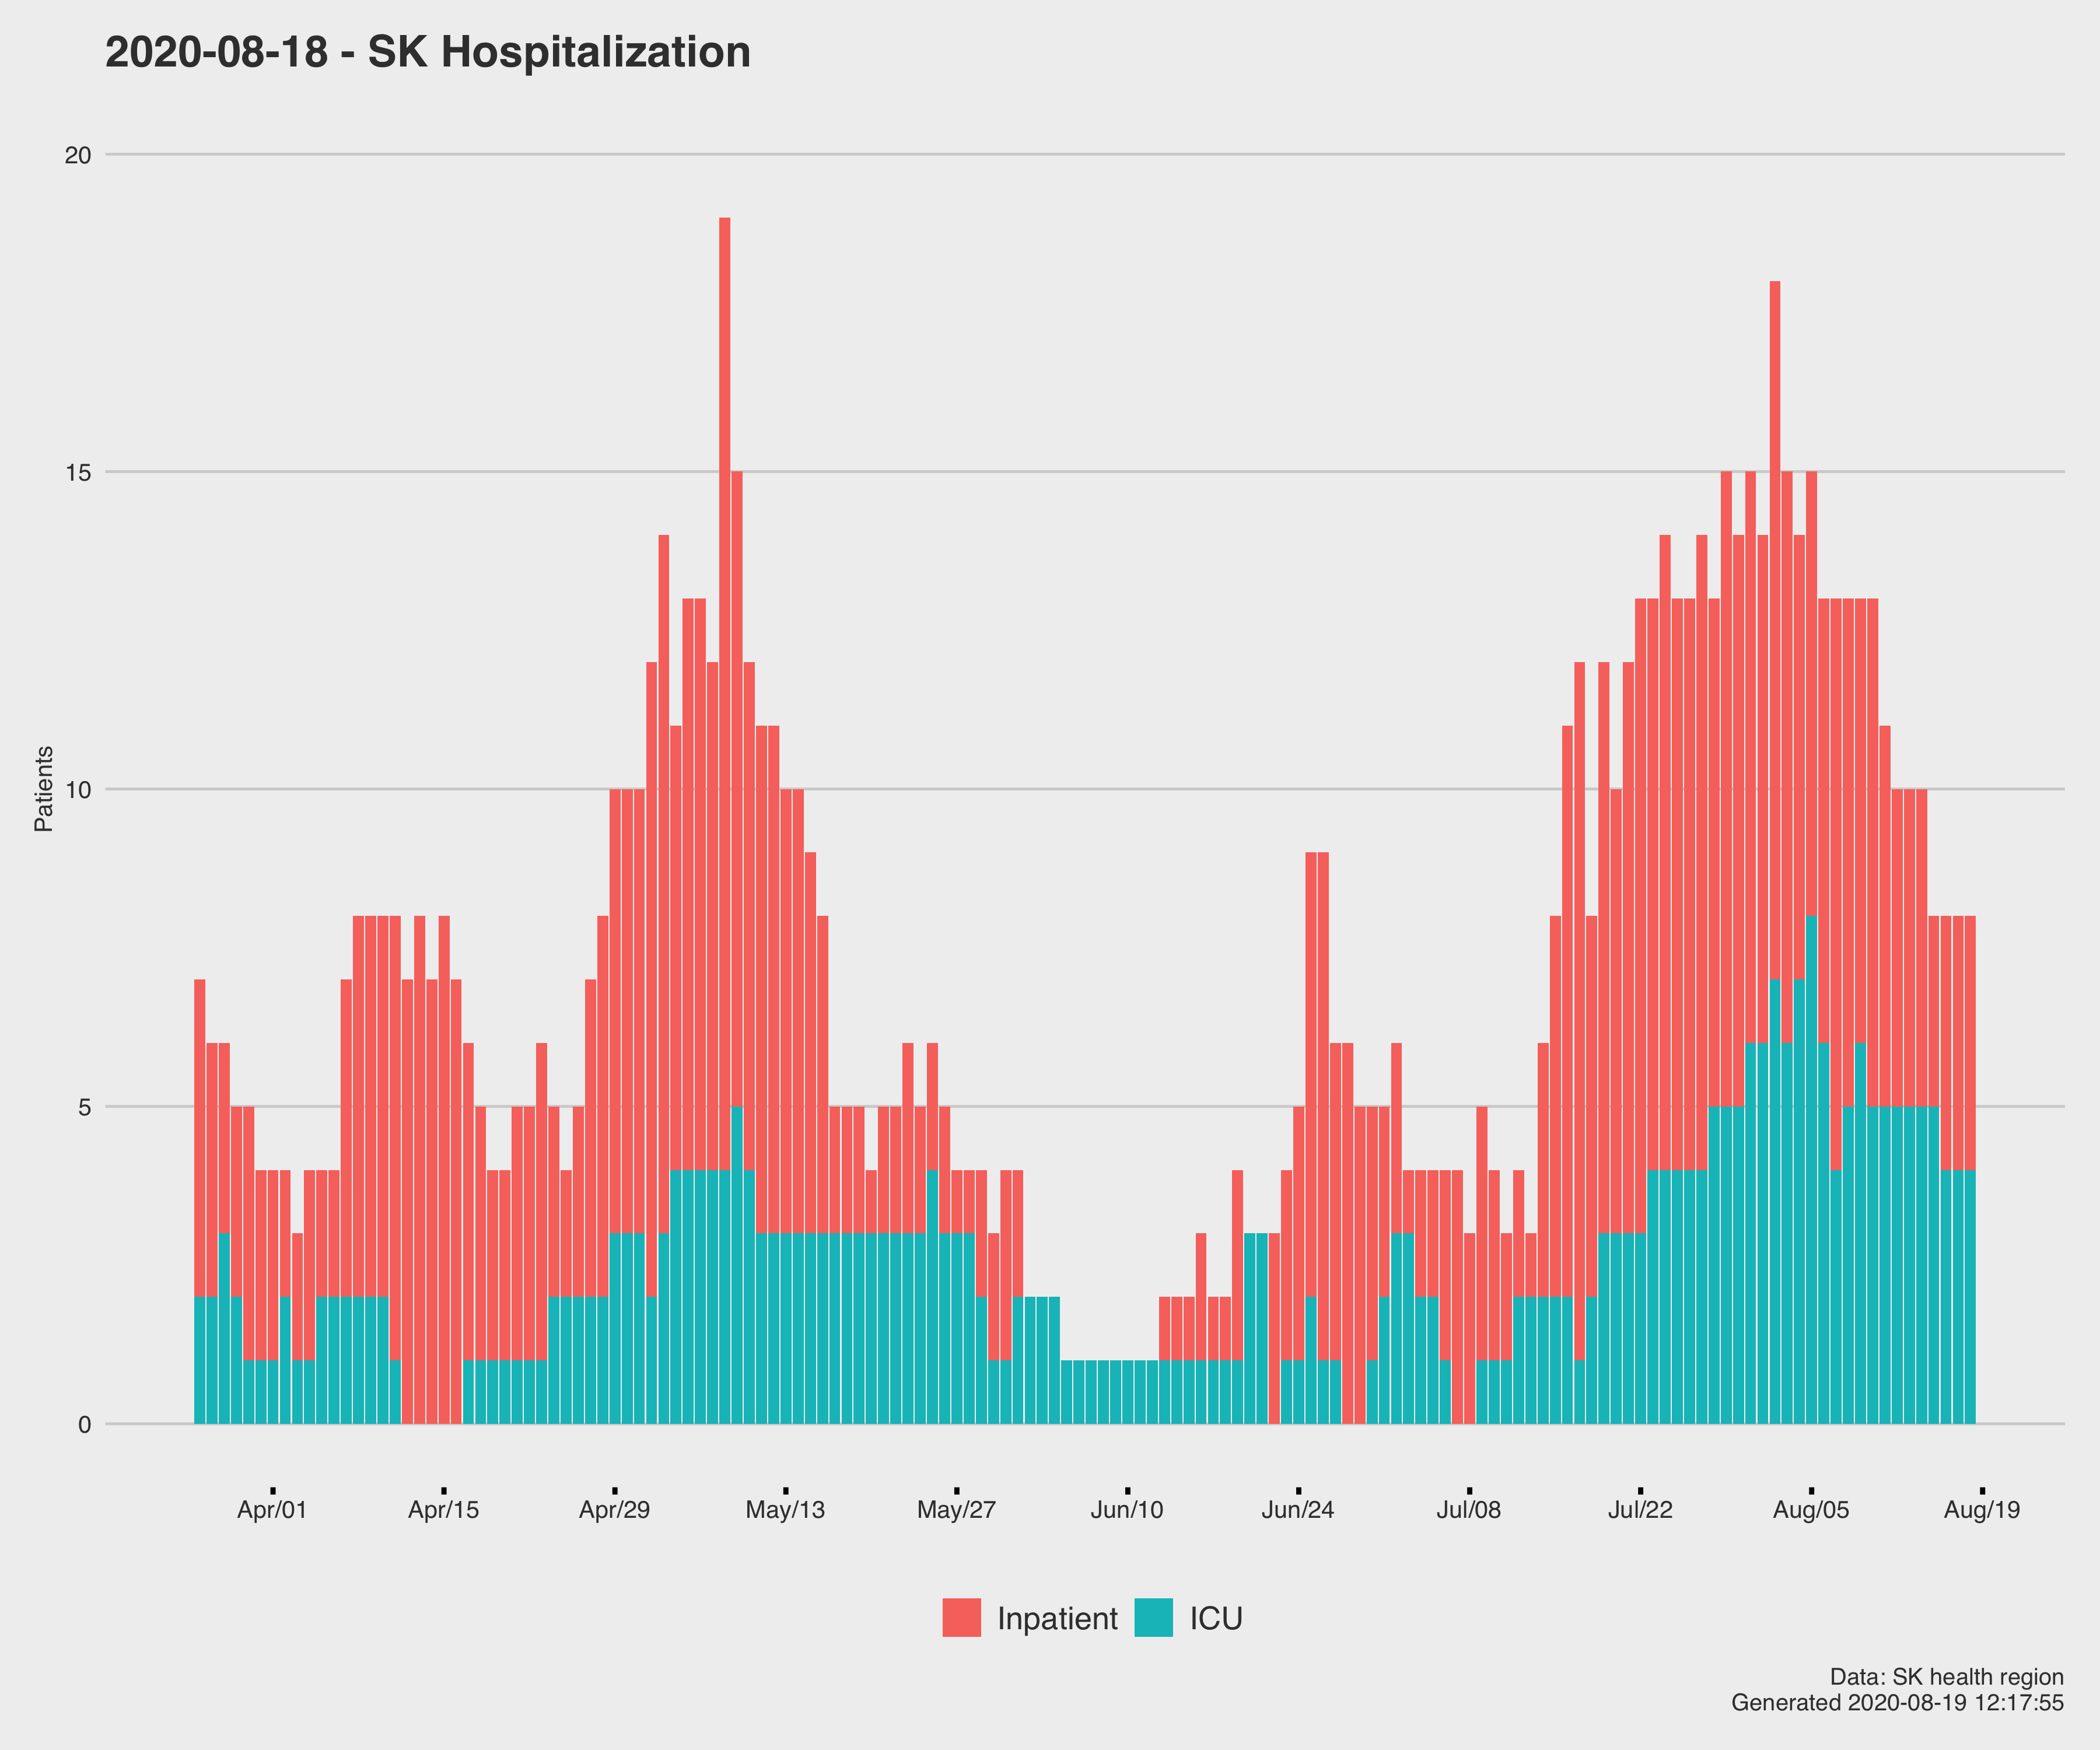 2020-08-18 - SK Hospitalization
20
15
10
5
0
Patients
Apr/01
Apr/15
Apr/29
May/13
May/27
Jun/10
Jun/24
Jul/08
Jul/22
Aug/05
Aug/19
Inpatient
ICU
Data: SK health region
Generated 2020-08-19 12:17:55